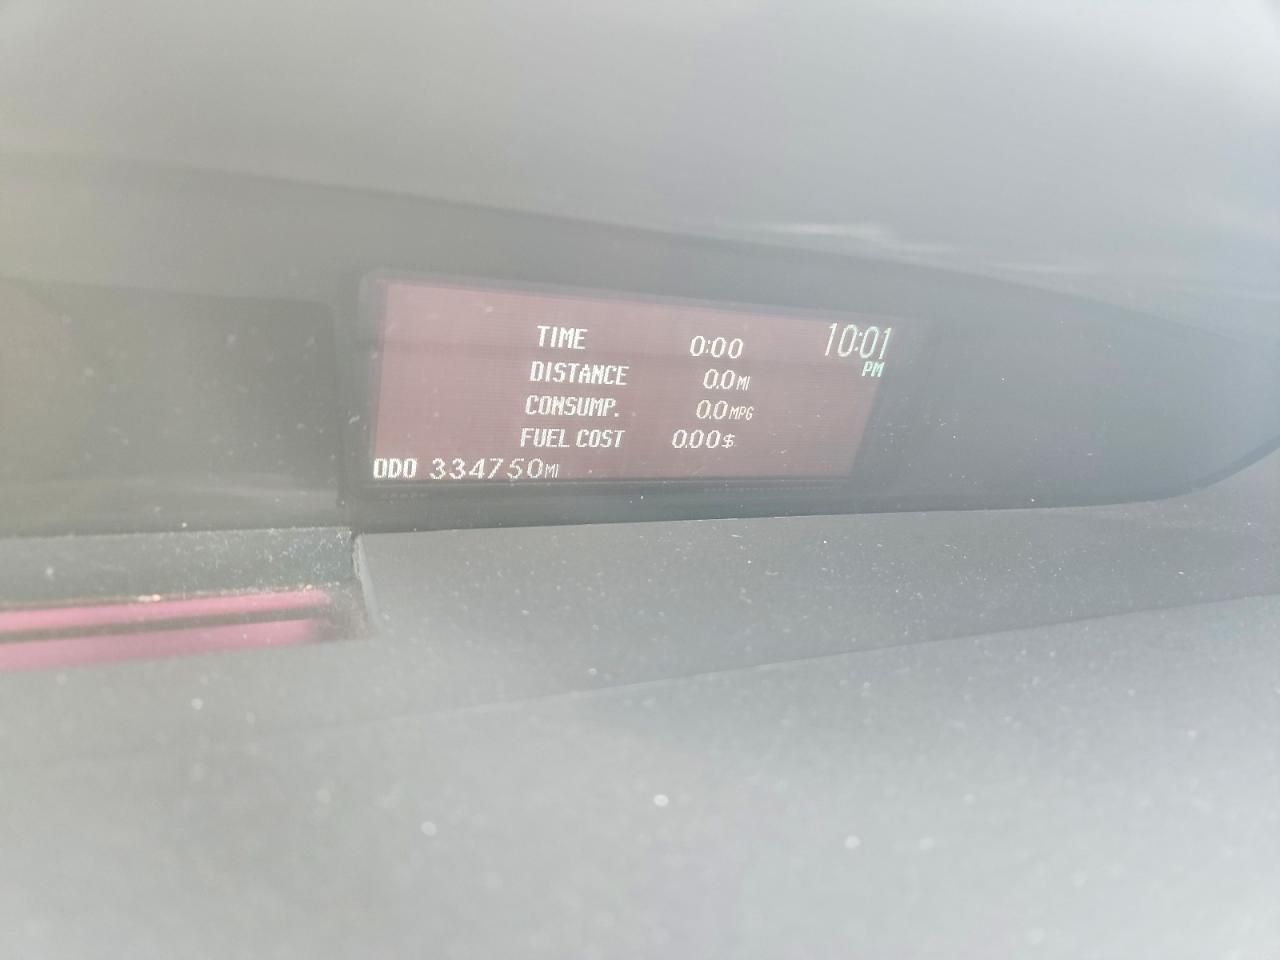 TIME 0:00 10:01
PM
DISTANCE 0.0MI
CONSUMP. 0.0MPG
FUEL COST 0.00$
ODO 334750MI